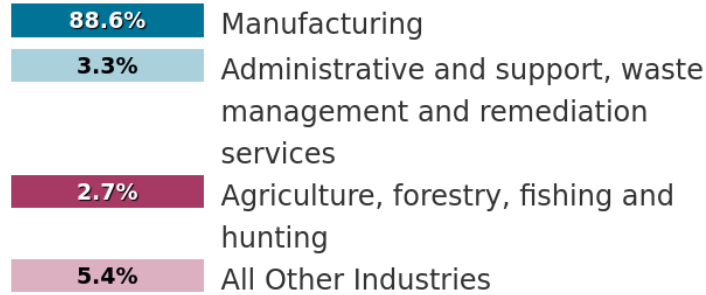 88.6% Manufacturing
3.3% Administrative and support, waste
management and remediation
services
2.7% Agriculture, forestry, fishing and
hunting
5.4% All Other Industries